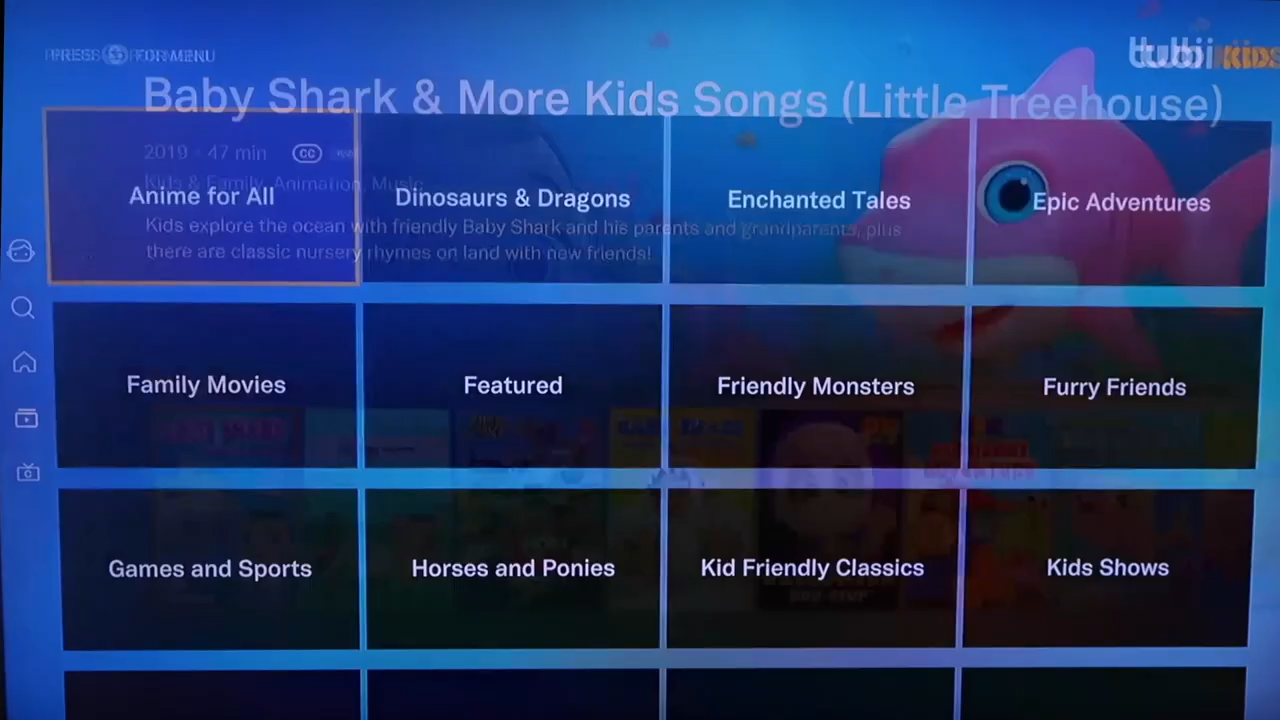 PRESS FOR MENU
tubi kids
Baby Shark & More Kids Songs (Little Treehouse)
2019 · 47 min CC
Kids & Family, Animation, Music
Kids explore the ocean with friendly Baby Shark and his parents and grandparents, plus
there are classic nursery rhymes on land with new friends!
Anime for All
Dinosaurs & Dragons
Enchanted Tales
Epic Adventures
Family Movies
Featured
Friendly Monsters
Furry Friends
Games and Sports
Horses and Ponies
Kid Friendly Classics
Kids Shows